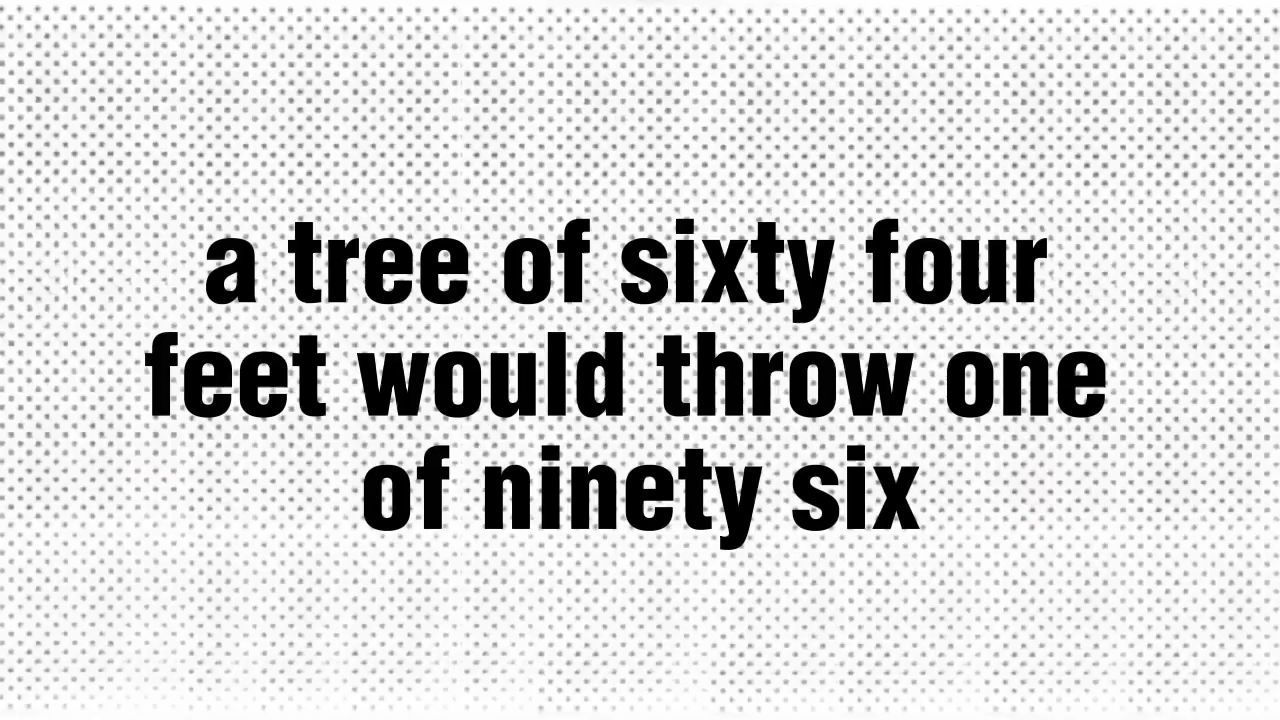 a tree of sixty four
feet would throw one
of ninety six